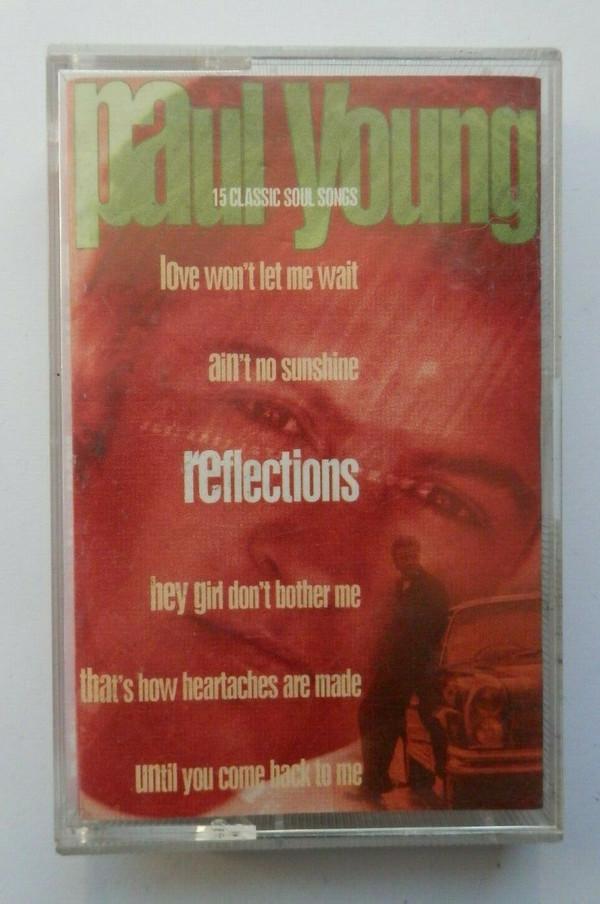 paul young
15 CLASSIC SOUL SONGS
love won't let me wait
ain't no sunshine
reflections
hey girl don't bother me
that's how heartaches are made
until you come back to me